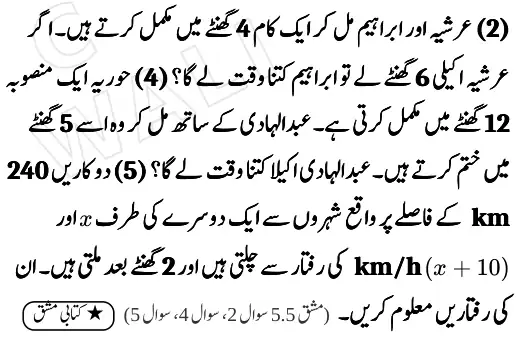 (2) عرشیہ اور ابراہیم مل کر ایک کام 4 گھنٹے میں مکمل کرتے ہیں۔ اگر
عرشیہ اکیلی 6 گھنٹے لے تو ابراہیم کتنا وقت لے گا؟ (4) حوریہ ایک منصوبہ
12 گھنٹے میں مکمل کرتی ہے۔ عبدالہادی کے ساتھ مل کر وہ اسے 5 گھنٹے
میں ختم کرتے ہیں۔ عبدالہادی اکیلا کتنا وقت لے گا؟ (5) دو کاریں 240
km کے فاصلے پر واقع شہروں سے ایک دوسرے کی طرف x اور
(x + 10) km/h کی رفتار سے چلتی ہیں اور 2 گھنٹے بعد ملتی ہیں۔ ان
کی رفتاریں معلوم کریں۔ (مشق 5.5 سوال 2، سوال 4، سوال 5) ★ کتابی مشق